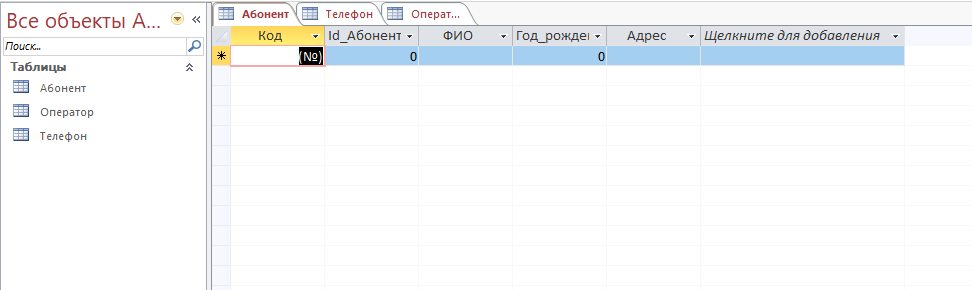 Все объекты A...
Поиск...
Таблицы
Абонент
Оператор
Телефон
Абонент Телефон Операт...
Код Id_Абонент ФИО Год_рожден Адрес Щелкните для добавления
(№) 0 0